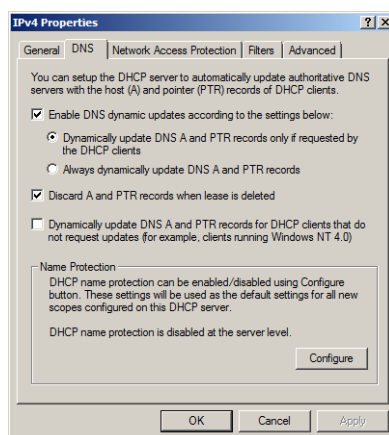 IPv4 Properties
General DNS Network Access Protection Filters Advanced
You can setup the DHCP server to automatically update authoritative DNS
servers with the host (A) and pointer (PTR) records of DHCP clients.
Enable DNS dynamic updates according to the settings below:
Dynamically update DNS A and PTR records only if requested by
the DHCP clients
Always dynamically update DNS A and PTR records
Discard A and PTR records when lease is deleted
Dynamically update DNS A and PTR records for DHCP clients that do
not request updates (for example, clients running Windows NT 4.0)
Name Protection
DHCP name protection can be enabled/disabled using Configure
button. These settings will be used as the default settings for all new
scopes configured on this DHCP server.
DHCP name protection is disabled at the server level.
Configure
OK Cancel Apply